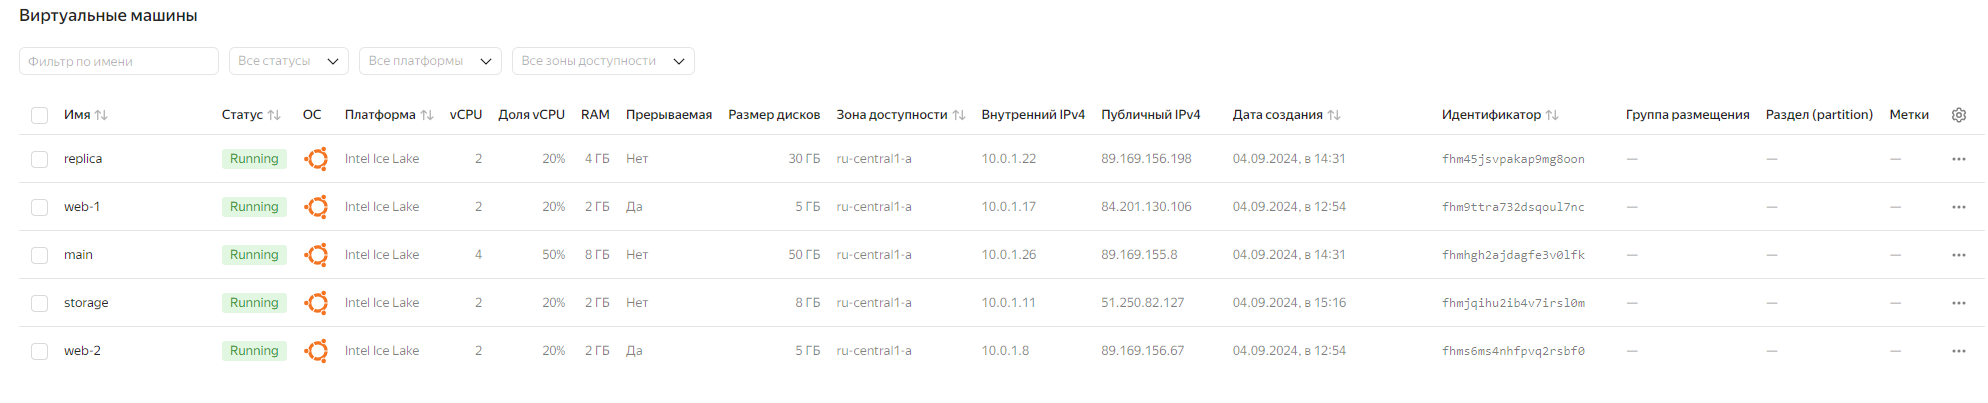 Виртуальные машины
Фильтр по имени Все статусы Все платформы Все зоны доступности
Имя Статус ОС Платформа vCPU Доля vCPU RAM Прерываемая Размер дисков Зона доступности Внутренний IPv4 Публичный IPv4 Дата создания Идентификатор Группа размещения Раздел (partition) Метки
replica Running Intel Ice Lake 2 20% 4 ГБ Нет 30 ГБ ru-central1-a 10.0.1.22 89.169.156.198 04.09.2024, в 14:31 fhm45jsvpakap9mg8oon — — —
web-1 Running Intel Ice Lake 2 20% 2 ГБ Да 5 ГБ ru-central1-a 10.0.1.17 84.201.130.106 04.09.2024, в 12:54 fhm9ttra732dsqoul7nc — — —
main Running Intel Ice Lake 4 50% 8 ГБ Нет 50 ГБ ru-central1-a 10.0.1.26 89.169.155.8 04.09.2024, в 14:31 fhmhgh2ajdagfe3v0lfk — — —
storage Running Intel Ice Lake 2 20% 2 ГБ Нет 8 ГБ ru-central1-a 10.0.1.11 51.250.82.127 04.09.2024, в 15:16 fhmjqihu2ib4v7irsl0m — — —
web-2 Running Intel Ice Lake 2 20% 2 ГБ Да 5 ГБ ru-central1-a 10.0.1.8 89.169.156.67 04.09.2024, в 12:54 fhms6ms4nhfpvq2rsbf0 — — —